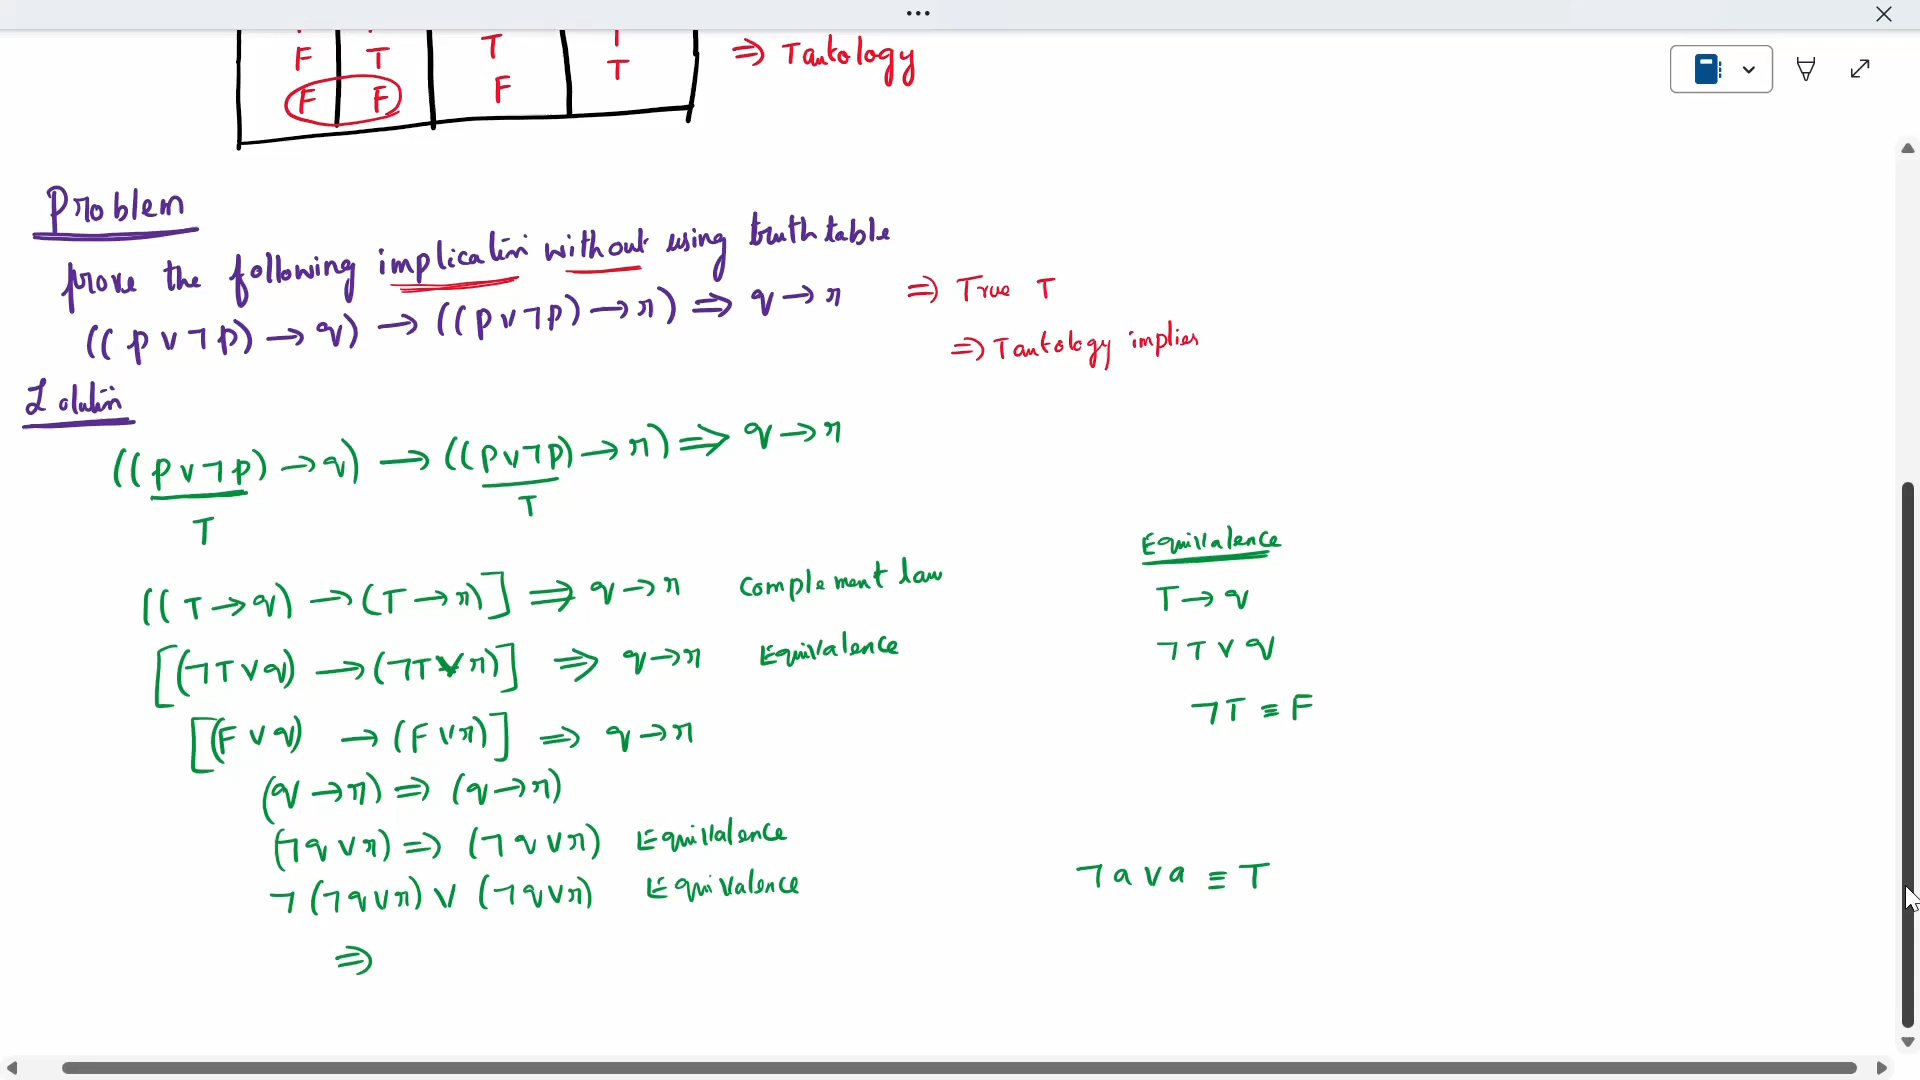 F T T T
F F F
⇒ Tautology
Problem
prove the following implication without using truth table
((p ∨ ¬p) → q) → ((p ∨ ¬p) → r) ⇒ q → r
⇒ True T
⇒ Tautology implies
Solution
((p ∨ ¬p) → q) → ((p ∨ ¬p) → r) ⇒ q → r
T T
((T → q) → (T → r)] ⇒ q → r Complement law
[(¬T ∨ q) → (¬T ∨ r)] ⇒ q → r Equivalence
[(F ∨ q) → (F ∨ r)] ⇒ q → r
(q → r) ⇒ (q → r)
(¬q ∨ r) ⇒ (¬q ∨ r) Equivalence
¬(¬q ∨ r) ∨ (¬q ∨ r) Equivalence
⇒
Equivalence
T → q
¬T ∨ q
¬T ≡ F
¬a ∨ a ≡ T